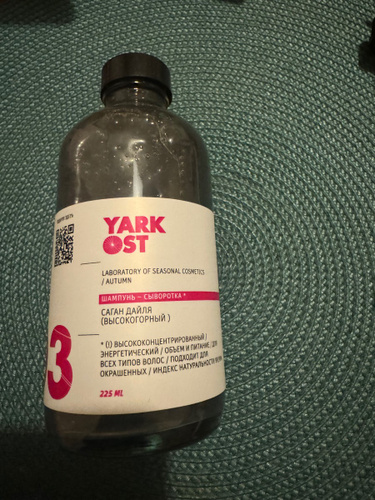 YARK
OST
LABORATORY OF SEASONAL COSMETICS
/ AUTUMN
ШАМПУНЬ – СЫВОРОТКА *
САГАН ДАЙЛЯ
(ВЫСОКОГОРНЫЙ )
3
* (!) ВЫСОКОКОНЦЕНТРИРОВАННЫЙ /
ЭНЕРГЕТИЧЕСКИЙ / ОБЪЕМ И ПИТАНИЕ / ДЛЯ
ВСЕХ ТИПОВ ВОЛОС / ПОДХОДИТ ДЛЯ
ОКРАШЕННЫХ / ИНДЕКС НАТУРАЛЬНОСТИ
225 ML